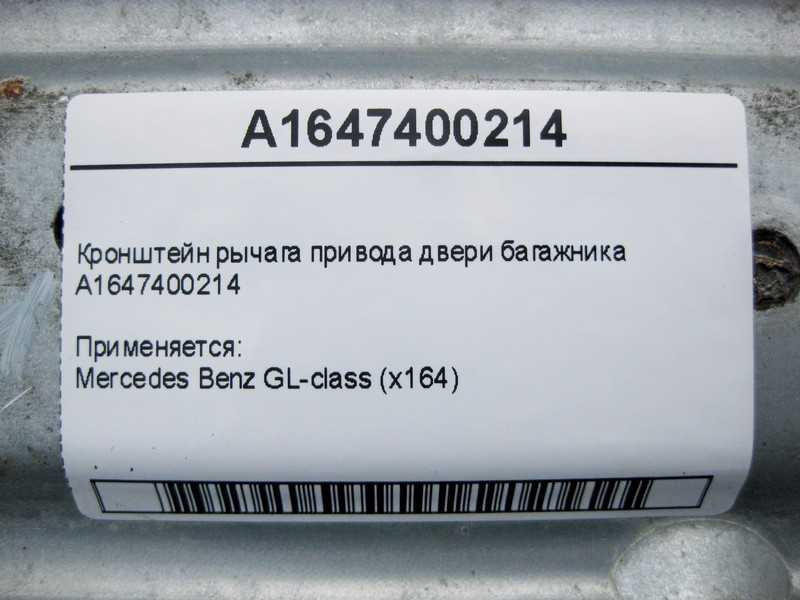 A1647400214
Кронштейн рычага привода двери багажника
A1647400214
Применяется:
Mercedes Benz GL-class (x164)